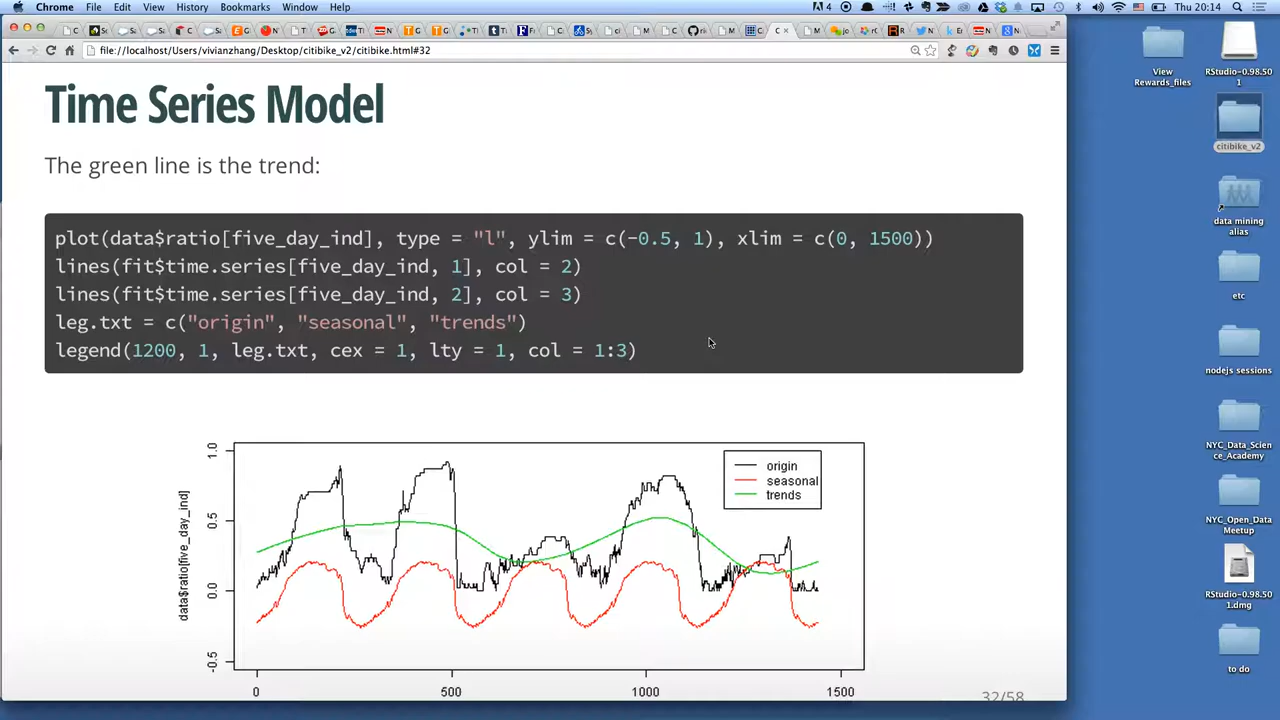 Chrome File Edit View History Bookmarks Window Help
4 Thu 20:14
file://localhost/Users/vivianzhang/Desktop/citibike_v2/citibike.html#32
Time Series Model
The green line is the trend:
plot(data$ratio[five_day_ind], type = "l", ylim = c(-0.5, 1), xlim = c(0, 1500))
lines(fit$time.series[five_day_ind, 1], col = 2)
lines(fit$time.series[five_day_ind, 2], col = 3)
leg.txt = c("origin", "seasonal", "trends")
legend(1200, 1, leg.txt, cex = 1, lty = 1, col = 1:3)
data$ratio[five_day_ind]
1.0
0.5
0.0
-0.5
origin
seasonal
trends
0 500 1000 1500
32/58
View
Rewards_files
RStudio-0.98.50
1
citibike_v2
data mining
alias
etc
nodejs sessions
NYC_Data_Scien
ce_Academy
NYC_Open_Data
Meetup
RStudio-0.98.50
1.dmg
to do